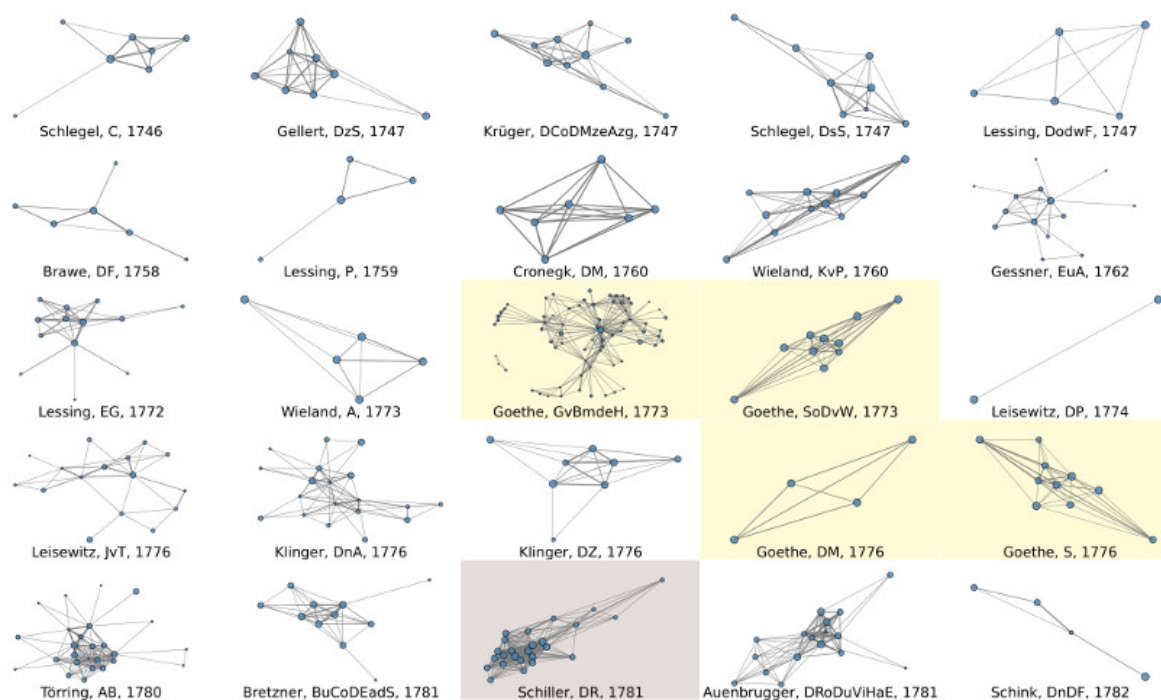 Schlegel, C, 1746
Gellert, DzS, 1747
Krüger, DCoDMzeAzg, 1747
Schlegel, DsS, 1747
Lessing, DodwF, 1747
Brawe, DF, 1758
Lessing, P, 1759
Cronegk, DM, 1760
Wieland, KvP, 1760
Gessner, EuA, 1762
Lessing, EG, 1772
Wieland, A, 1773
Goethe, GvBmdeH, 1773
Goethe, SoDvW, 1773
Leisewitz, DP, 1774
Leisewitz, JvT, 1776
Klinger, DnA, 1776
Klinger, DZ, 1776
Goethe, DM, 1776
Goethe, S, 1776
Törring, AB, 1780
Bretzner, BuCoDEadS, 1781
Schiller, DR, 1781
Auenbrugger, DRoDuViHaE, 1781
Schink, DnDF, 1782